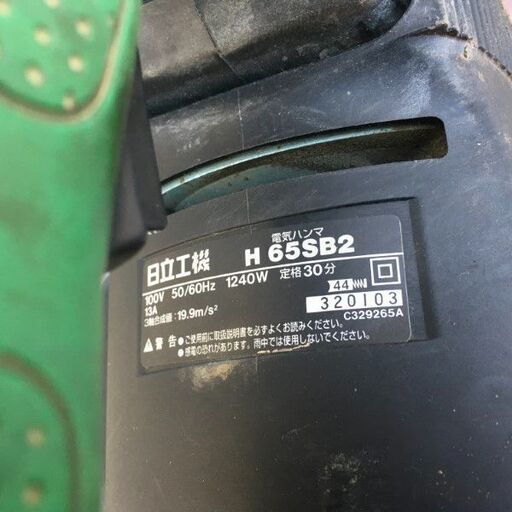 電気ハンマ
日立工機 H 65SB2
100V 50/60Hz 1240W 定格30分
13A
3軸合成値:19.9m/s²
44
320103
C329265A
警告
●ご使用前に取扱説明書を必ずよくお読みください。
●感電の恐れがあります。雨中では使用しないでください。